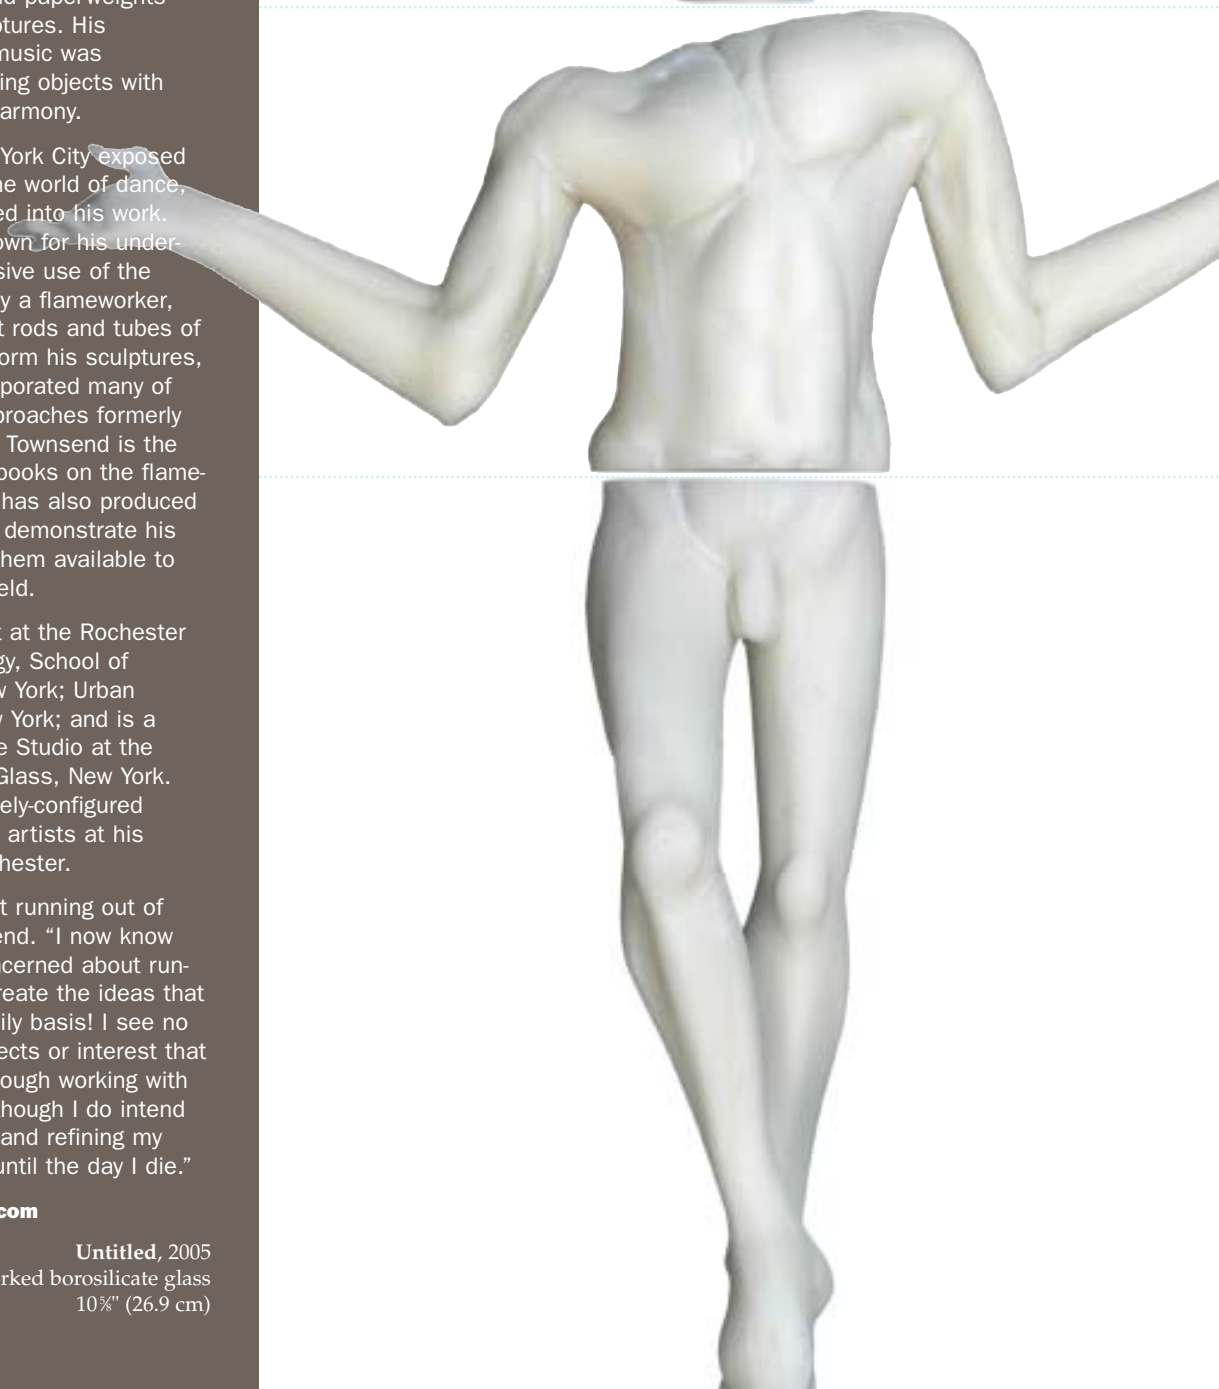 paperweights
tures. His
music was
ing objects with
armony.
York City exposed
e world of dance,
ed into his work.
own for his under-
sive use of the
y a flameworker,
t rods and tubes of
orm his sculptures,
porated many of
proaches formerly
Townsend is the
books on the flame-
has also produced
demonstrate his
hem available to
eld.
t at the Rochester
gy, School of
w York; Urban
York; and is a
e Studio at the
Glass, New York.
ely-configured
artists at his
hester.
t running out of
end. “I now know
ncerned about run-
reate the ideas that
ily basis! I see no
ects or interest that
ough working with
though I do intend
and refining my
until the day I die.”
com
Untitled, 2005
rked borosilicate glass
10⅝" (26.9 cm)